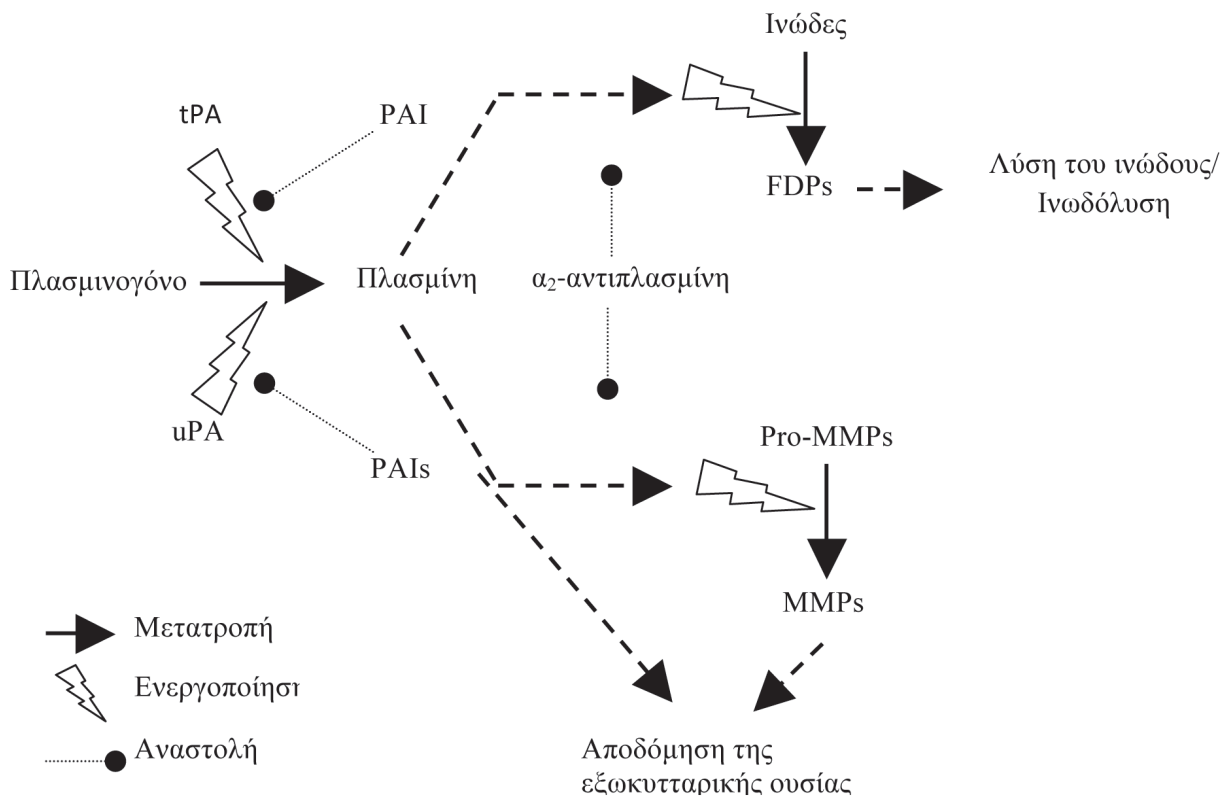 Ινώδες
tPA
PAI
FDPs
Λύση του ινώδους/
Ινωδόλυση
Πλασμινογόνο
Πλασμίνη
α₂-αντιπλασμίνη
uPA
PAIs
Pro-MMPs
MMPs
Μετατροπή
Ενεργοποίηση
Αναστολή
Αποδόμηση της
εξωκυτταρικής ουσίας